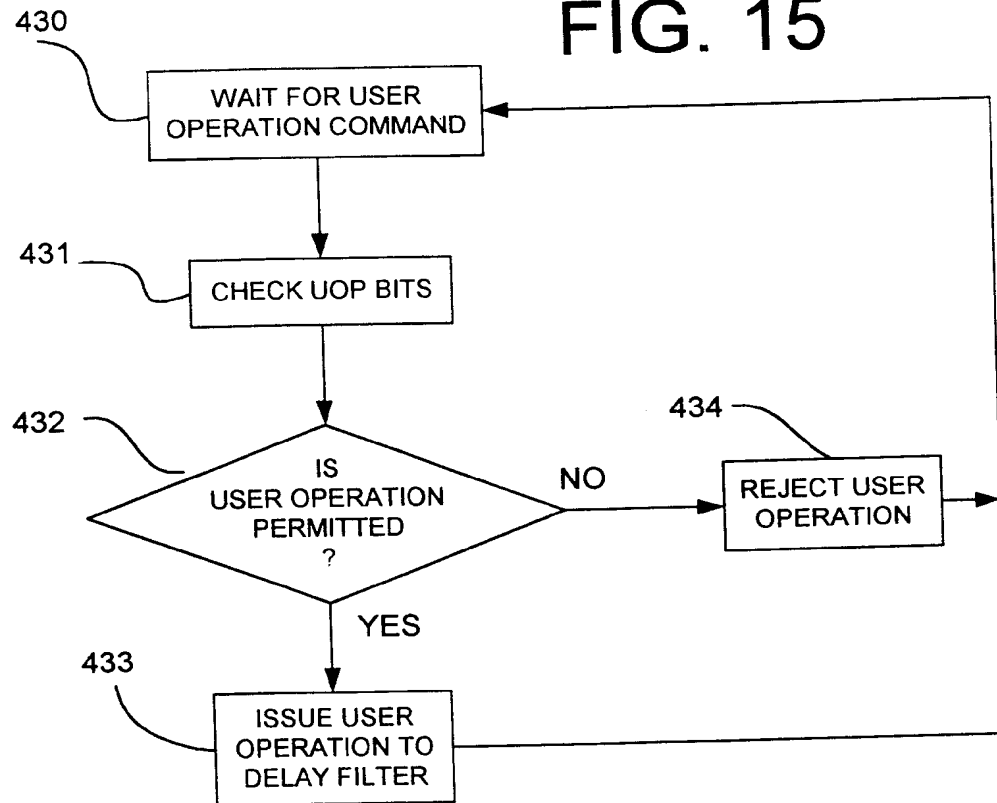 430
FIG. 15
WAIT FOR USER
OPERATION COMMAND
431
CHECK UOP BITS
432
IS
USER OPERATION
PERMITTED
?
NO
434
REJECT USER
OPERATION
YES
433
ISSUE USER
OPERATION TO
DELAY FILTER